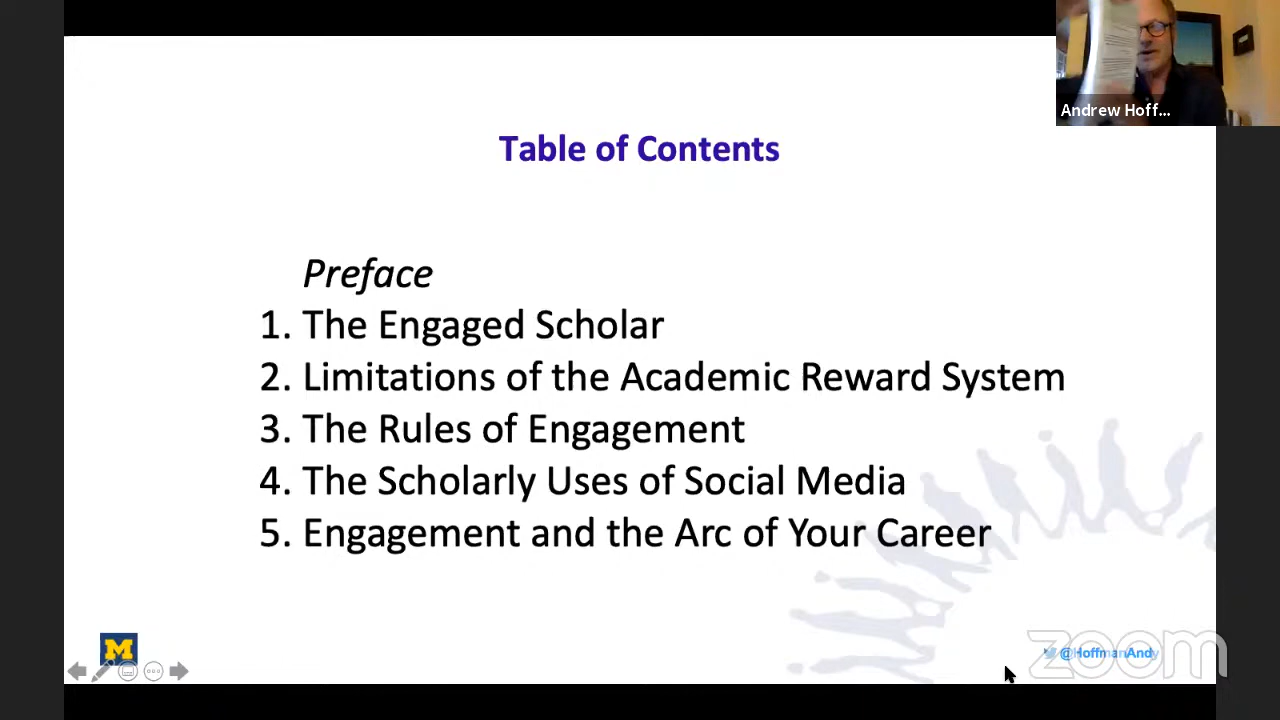 Andrew Hoff...
Table of Contents
Preface
1. The Engaged Scholar
2. Limitations of the Academic Reward System
3. The Rules of Engagement
4. The Scholarly Uses of Social Media
5. Engagement and the Arc of Your Career
M
@HoffmanAndy
zoom